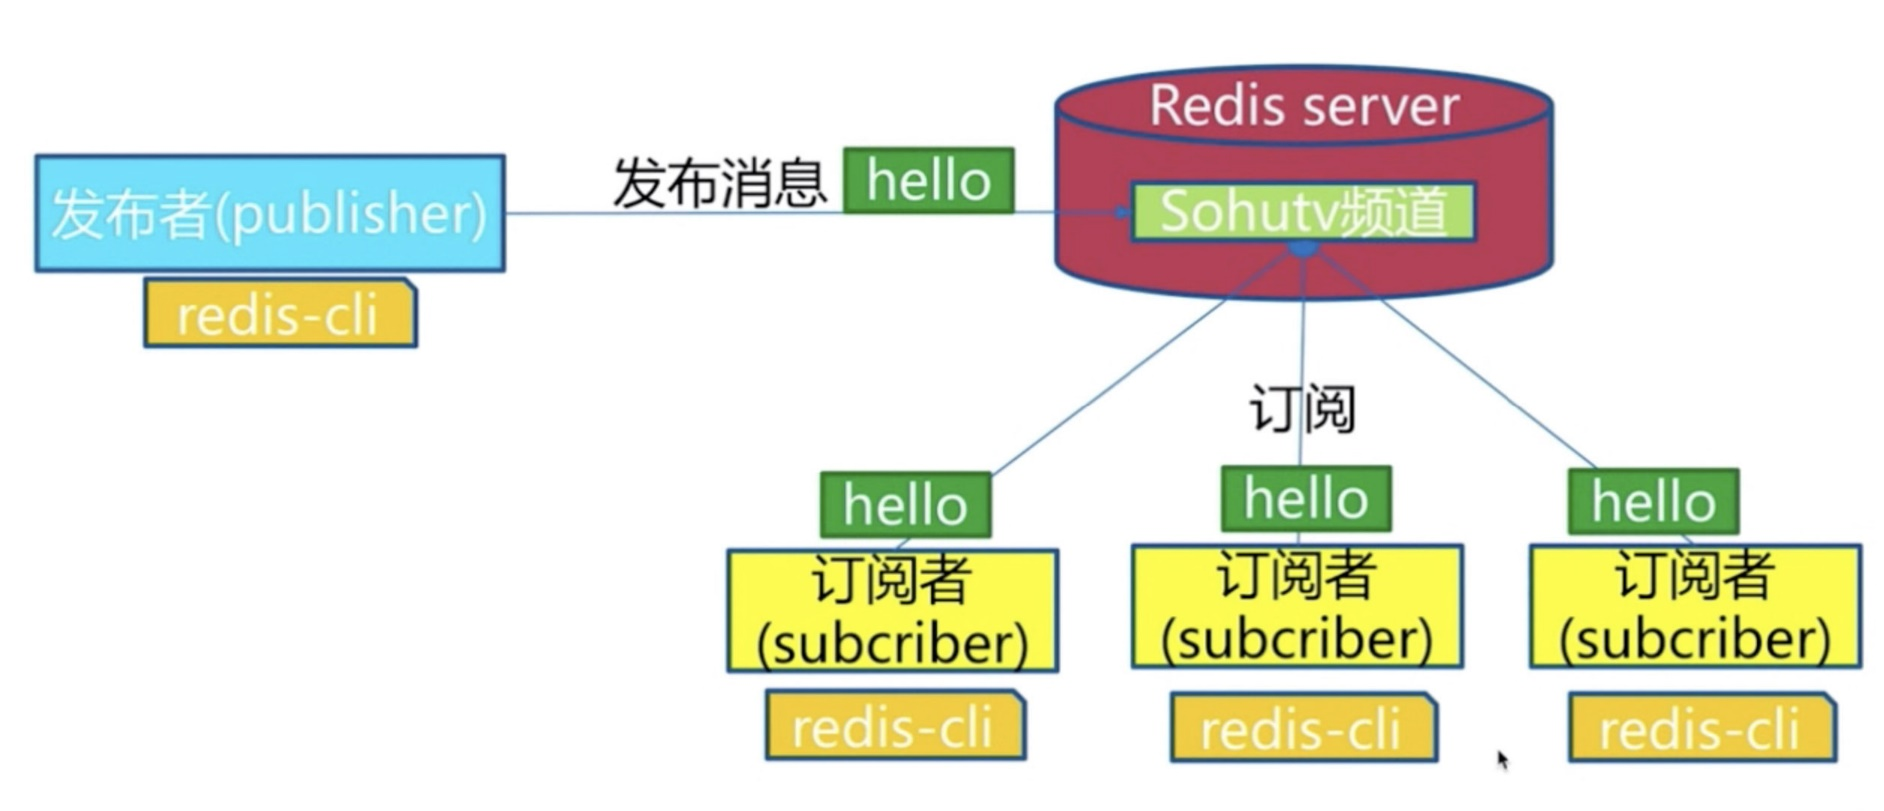 Redis server
发布消息
hello
发布者(publisher)
Sohutv频道
redis-cli
订阅
hello
hello
hello
订阅者
(subcriber)
订阅者
(subcriber)
订阅者
(subcriber)
redis-cli
redis-cli
redis-cli